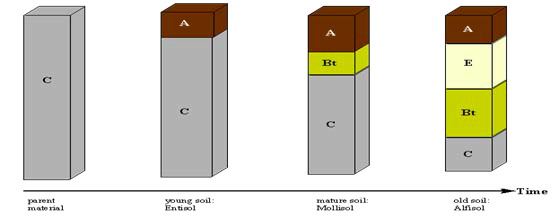 C
A
C
A
Bt
C
A
E
Bt
C
Time
parent
material
young soil:
Entisol
mature soil:
Mollisol
old soil:
Alfisol